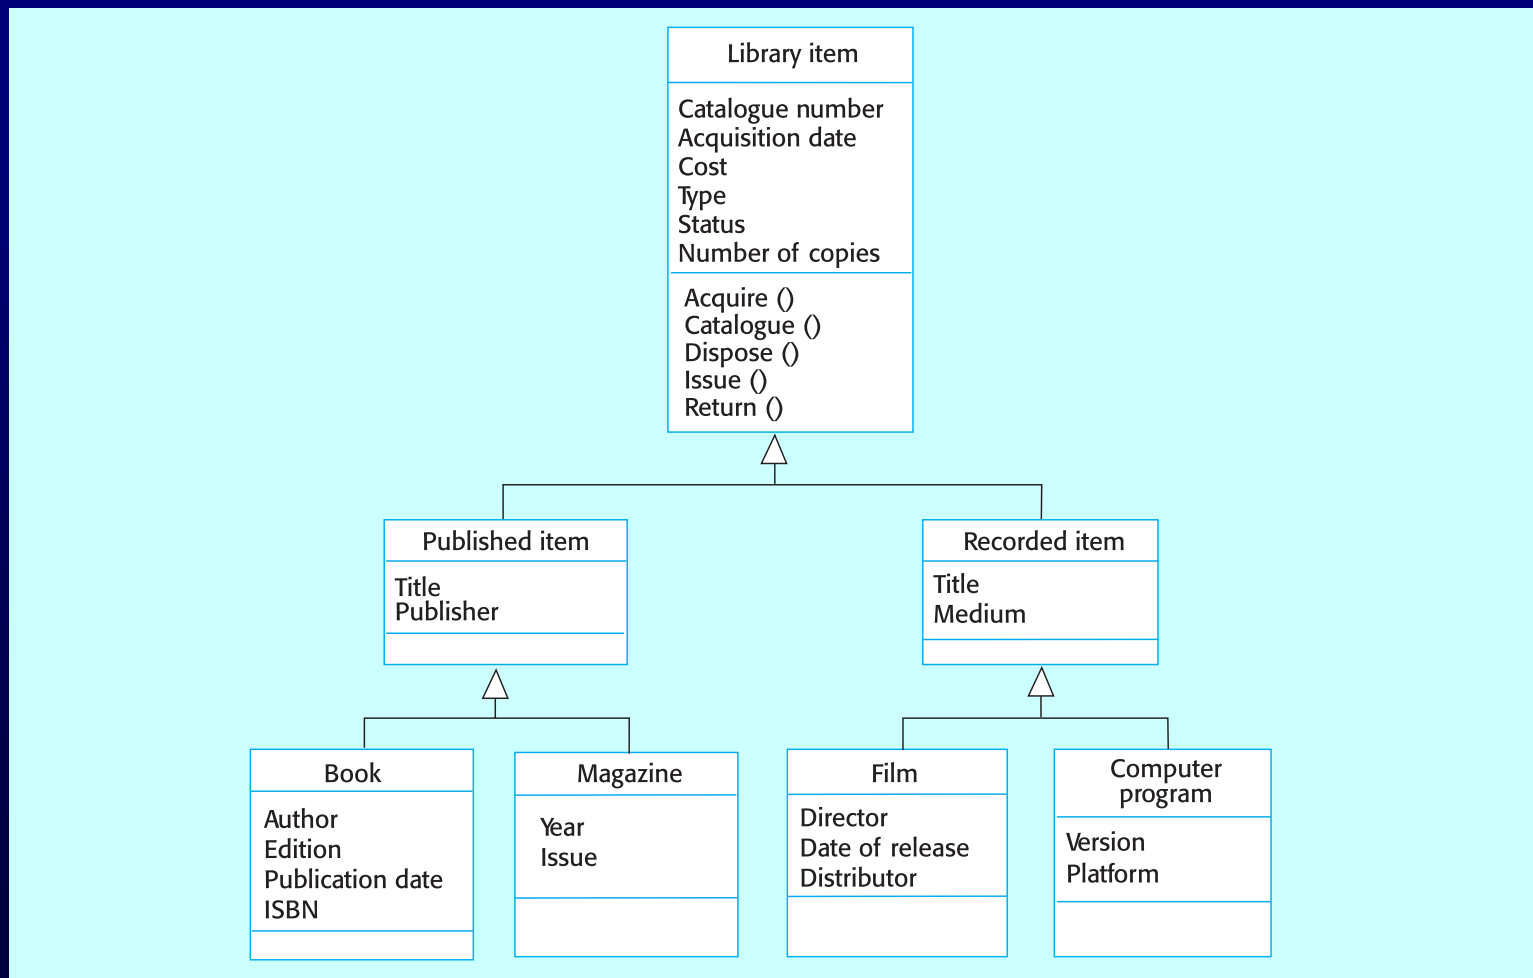 Library item
Catalogue number
Acquisition date
Cost
Type
Status
Number of copies
Acquire ()
Catalogue ()
Dispose ()
Issue ()
Return ()
Published item
Title
Publisher
Recorded item
Title
Medium
Book
Author
Edition
Publication date
ISBN
Magazine
Year
Issue
Film
Director
Date of release
Distributor
Computer
program
Version
Platform